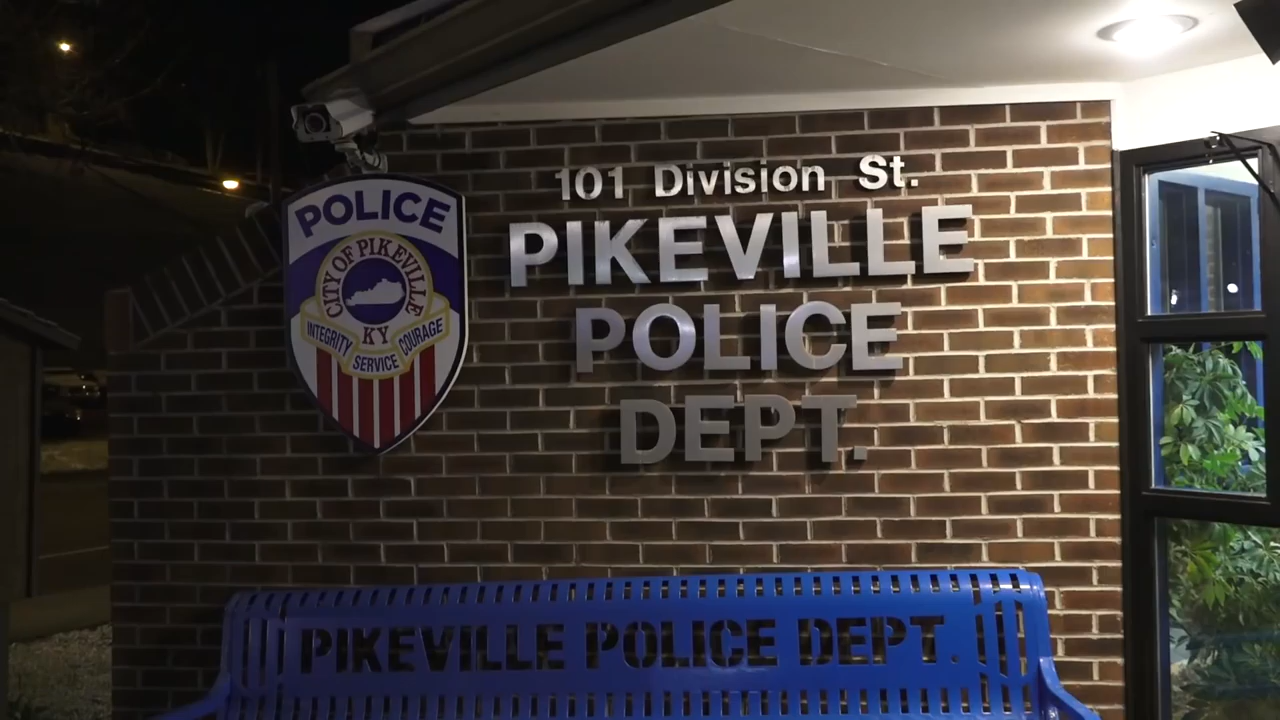 POLICE
CITY OF PIKEVILLE
KY
INTEGRITY SERVICE COURAGE
101 Division St.
PIKEVILLE
POLICE
DEPT.
PIKEVILLE POLICE DEPT.